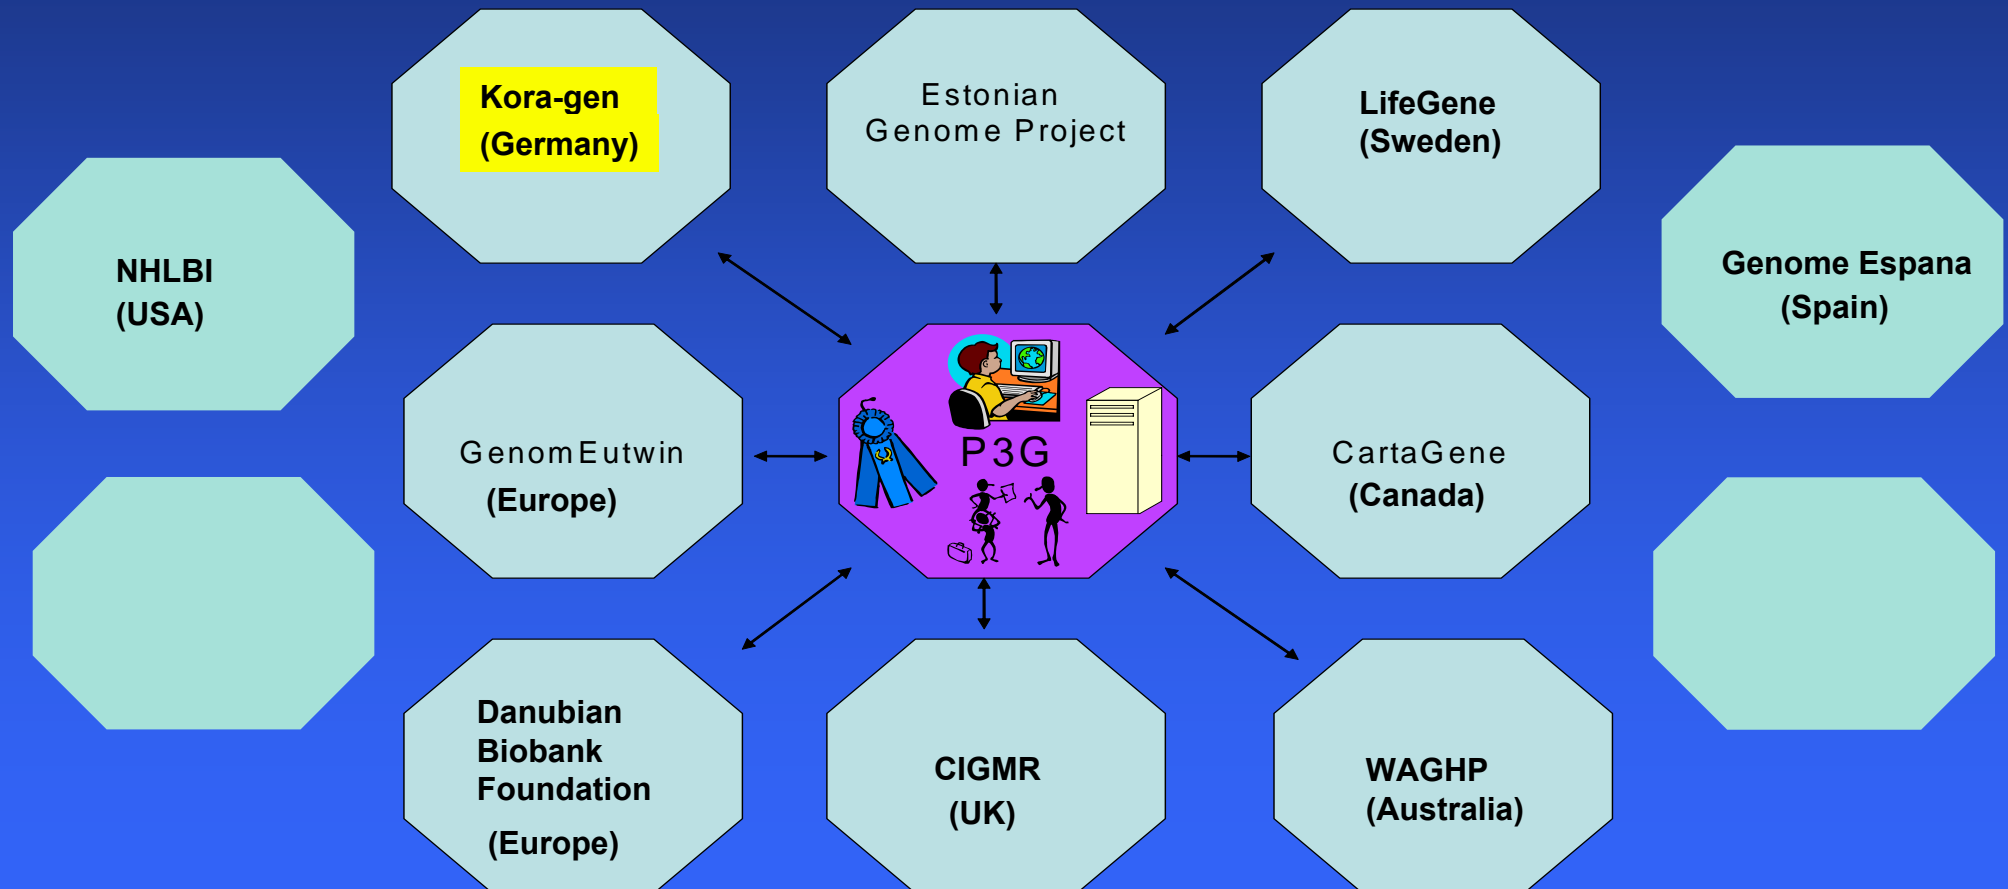 Kora-gen
(Germany)
Estonian
Genome Project
LifeGene
(Sweden)
NHLBI
(USA)
Genome Espana
(Spain)
GenomEutwin
(Europe)
P3G
CartaGene
(Canada)
Danubian
Biobank
Foundation
(Europe)
CIGMR
(UK)
WAGHP
(Australia)